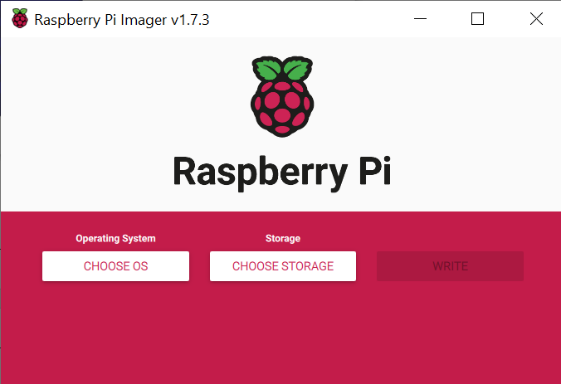 Raspberry Pi Imager v1.7.3
Raspberry Pi
Operating System
Storage
CHOOSE OS
CHOOSE STORAGE
WRITE